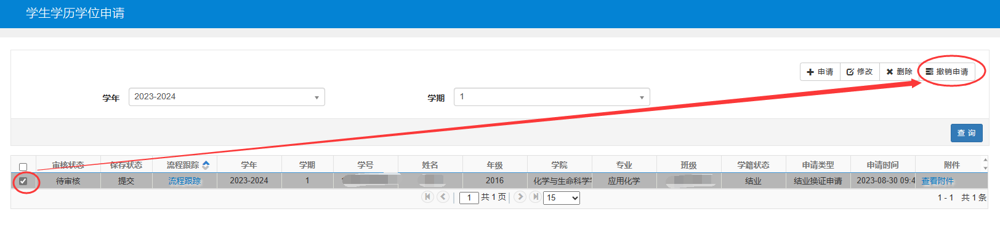 学生学历学位申请
申请 修改 删除 撤销申请
学年 2023-2024 学期 1
查 询
审核状态 保存状态 流程跟踪 学年 学期 学号 姓名 年级 学院 专业 班级 学籍状态 申请类型 申请时间 附件
待审核 提交 流程跟踪 2023-2024 1 2016 化学与生命科学 应用化学 结业 结业换证申请 2023-08-30 09:4 查看附件
1 共 1 页 15 1 - 1 共 1 条